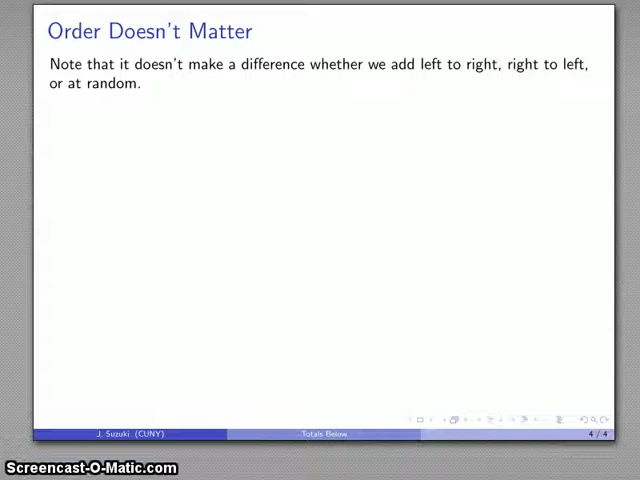 Order Doesn't Matter
Note that it doesn't make a difference whether we add left to right, right to left,
or at random.
J. Suzuki (CUNY)
Totals Below
4 / 4
Screencast-O-Matic.com